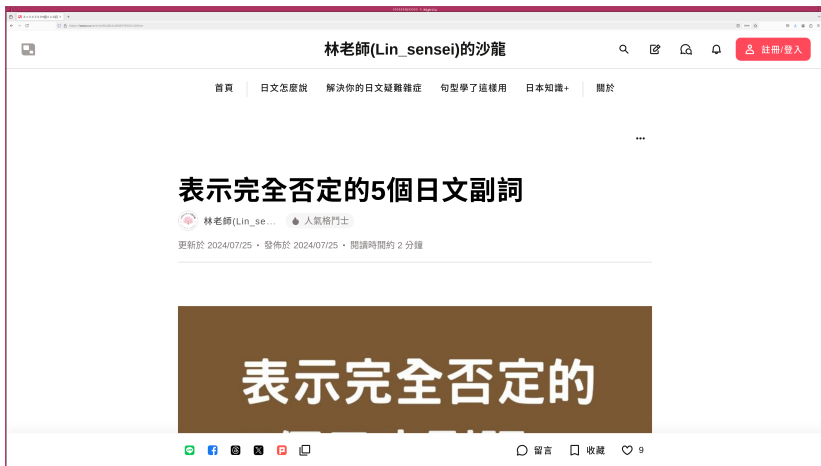 林老師(Lin_sensei)的沙龍
註冊/登入
首頁 日文怎麼說 解決你的日文疑難雜症 句型學了這樣用 日本知識+ 關於
表示完全否定的5個日文副詞
林老師(Lin_se... 人氣格鬥士
更新於 2024/07/25 • 發佈於 2024/07/25 • 閱讀時間約 2 分鐘
表示完全否定的
留言 收藏 9